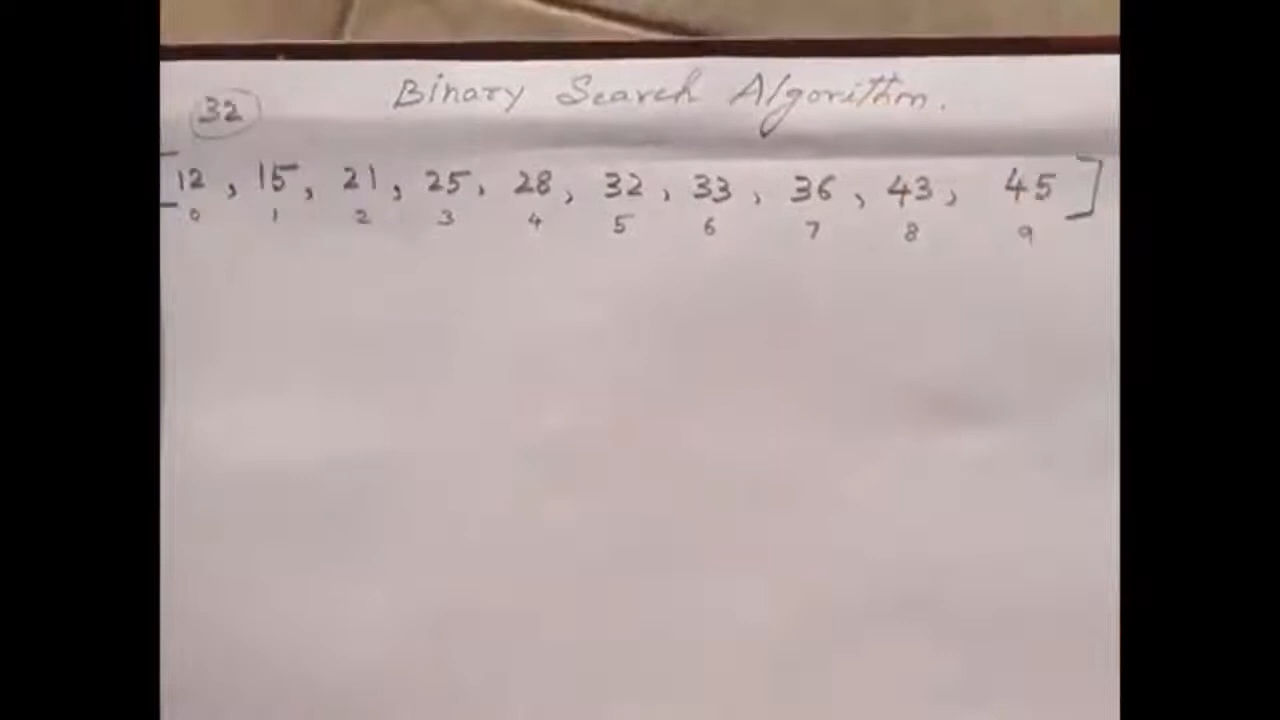 Binary Search Algorithm.
32
[12, 15, 21, 25, 28, 32, 33, 36, 43, 45]
0 1 2 3 4 5 6 7 8 9